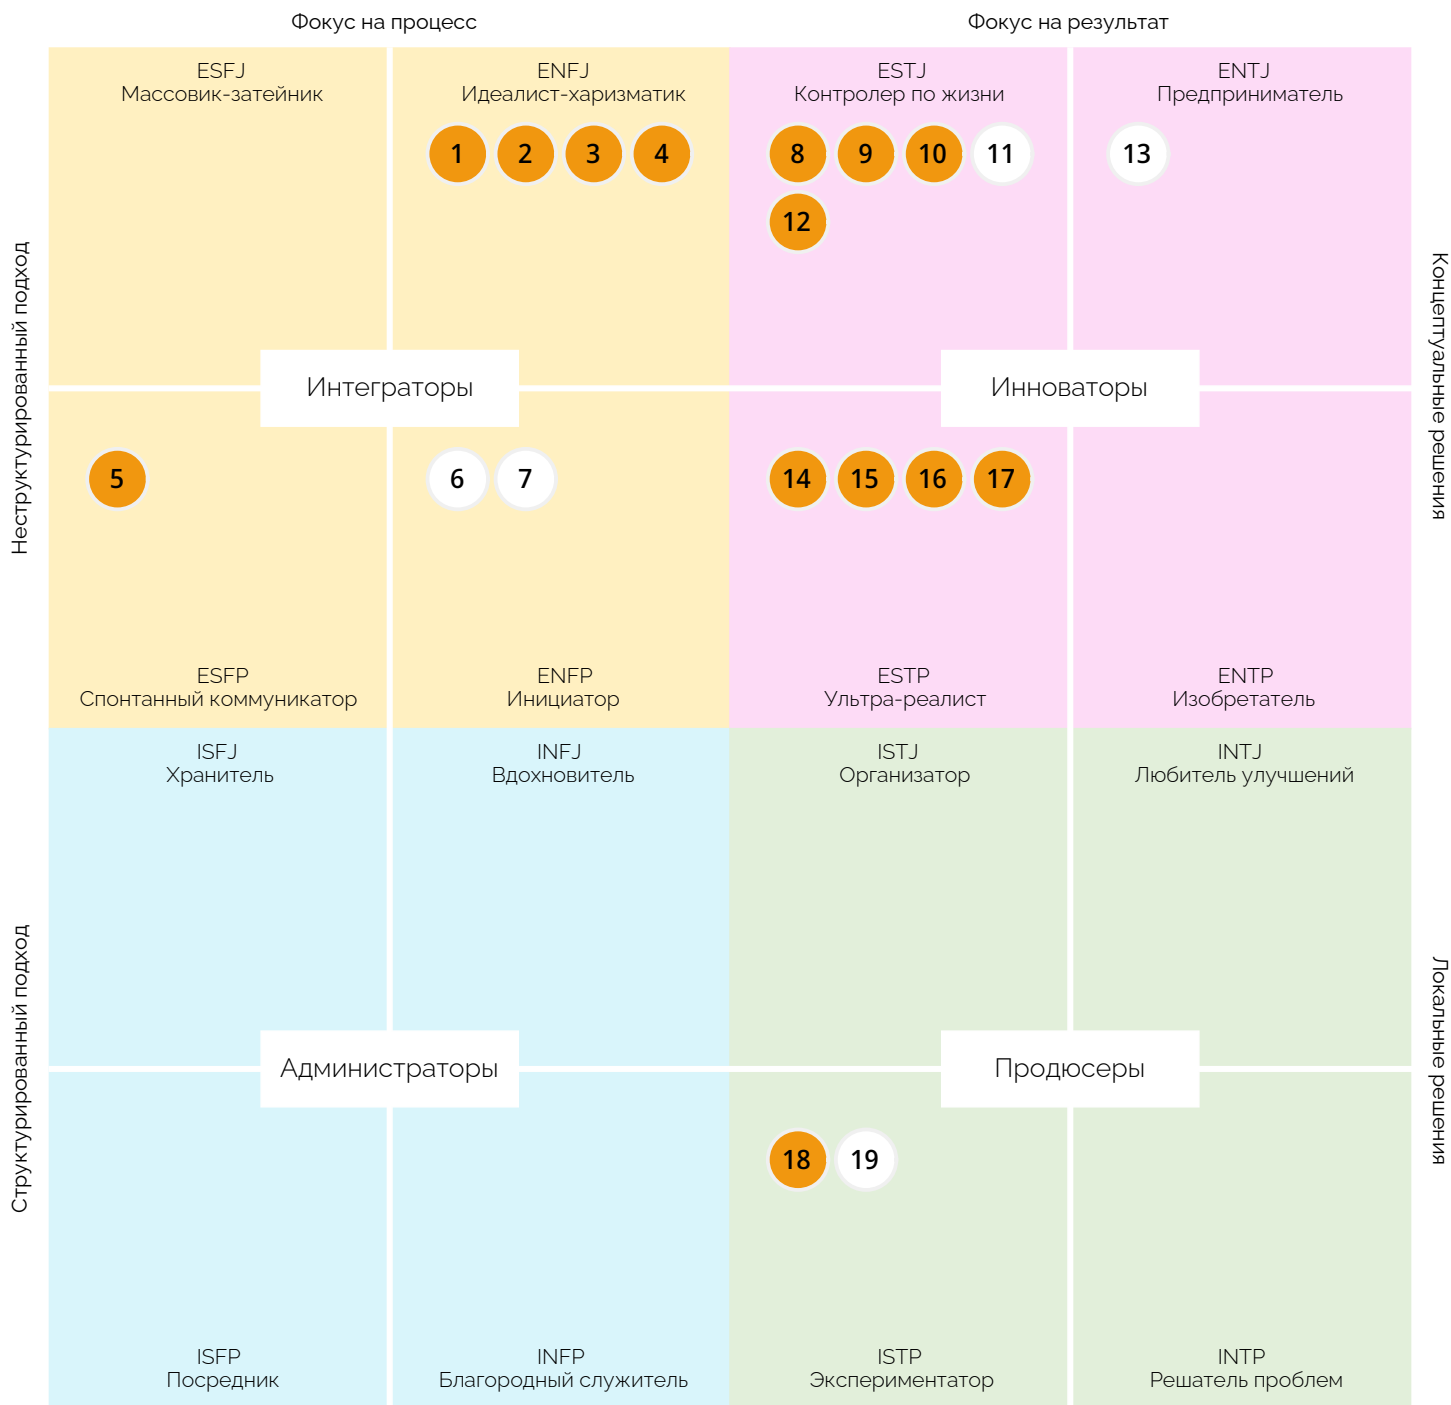 Фокус на процесс
Фокус на результат
ESFJ
Массовик-затейник
ENFJ
Идеалист-харизматик
ESTJ
Контролер по жизни
ENTJ
Предприниматель
1 2 3 4
8 9 10 11
13
12
Неструктурированный подход
Концептуальные решения
Интеграторы
Инноваторы
5
6 7
14 15 16 17
ESFP
Спонтанный коммуникатор
ENFP
Инициатор
ESTP
Ультра-реалист
ENTP
Изобретатель
ISFJ
Хранитель
INFJ
Вдохновитель
ISTJ
Организатор
INTJ
Любитель улучшений
Структурированный подход
Локальные решения
Администраторы
Продюсеры
18 19
ISFP
Посредник
INFP
Благородный служитель
ISTP
Экспериментатор
INTP
Решатель проблем